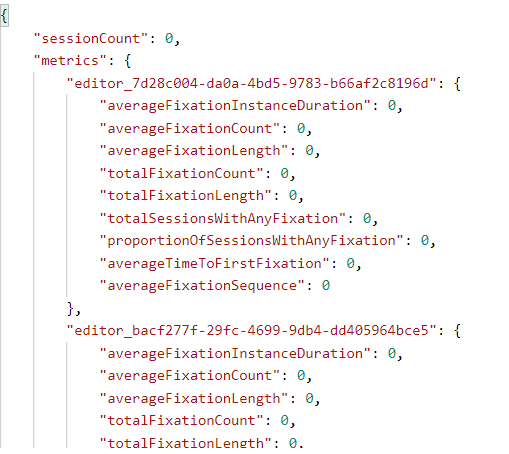 {
"sessionCount": 0,
"metrics": {
"editor_7d28c004-da0a-4bd5-9783-b66af2c8196d": {
"averageFixationInstanceDuration": 0,
"averageFixationCount": 0,
"averageFixationLength": 0,
"totalFixationCount": 0,
"totalFixationLength": 0,
"totalSessionsWithAnyFixation": 0,
"proportionOfSessionsWithAnyFixation": 0,
"averageTimeToFirstFixation": 0,
"averageFixationSequence": 0
},
"editor_bacf277f-29fc-4699-9db4-dd405964bce5": {
"averageFixationInstanceDuration": 0,
"averageFixationCount": 0,
"averageFixationLength": 0,
"totalFixationCount": 0,
"totalFixationLength": 0,